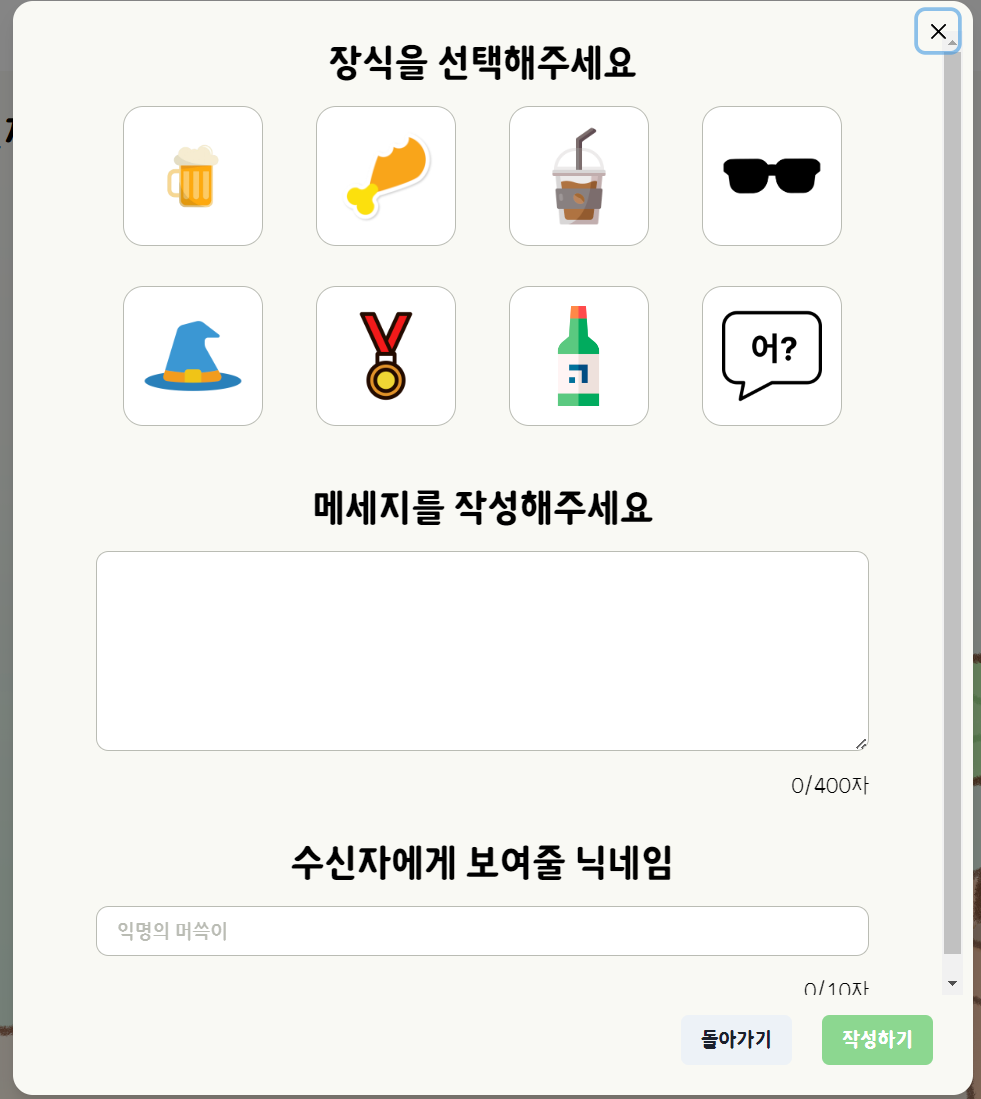 장식을 선택해주세요
어?
메세지를 작성해주세요
0/400자
수신자에게 보여줄 닉네임
익명의 머쓱이
0/10자
돌아가기
작성하기